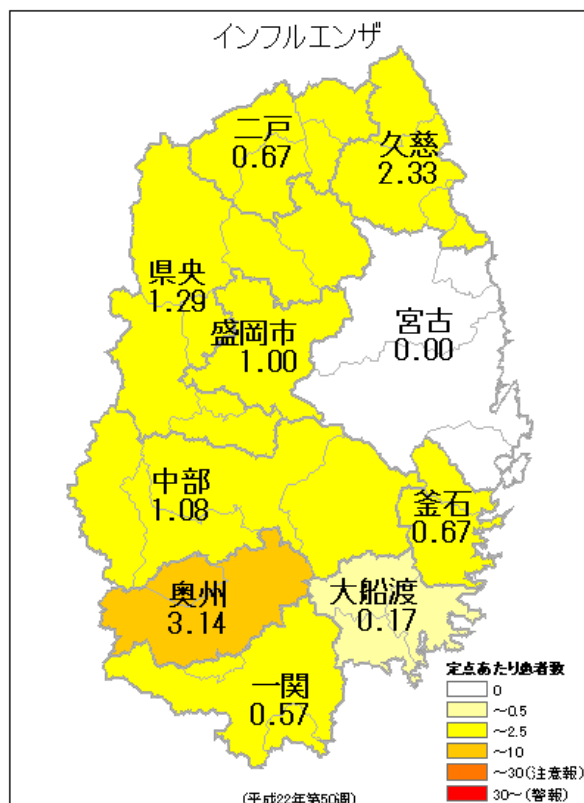 インフルエンザ
二戸
0.67
久慈
2.33
県央
1.29
盛岡市
1.00
宮古
0.00
中部
1.08
釜石
0.67
奥州
3.14
大船渡
0.17
一関
0.57
定点あたり患者数
0
～0.5
～2.5
～10
～30(注意報)
30～(警報)
(平成22年第50週)